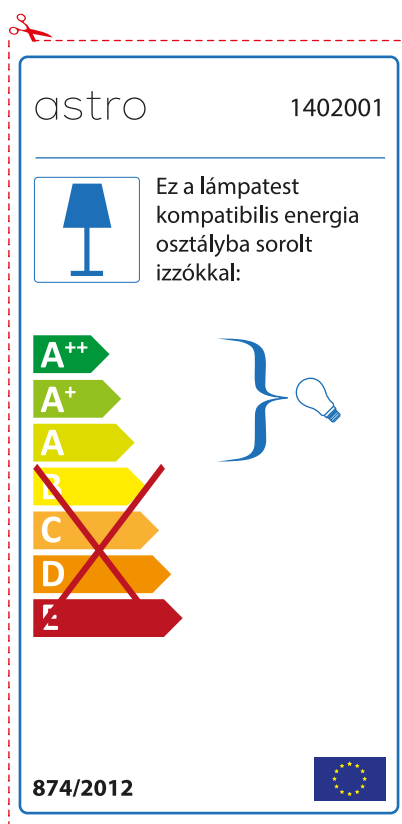 astro
1402001
Ez a lámpatest
kompatibilis energia
osztályba sorolt
izzókkal:
A++
A+
A
B
C
D
E
874/2012